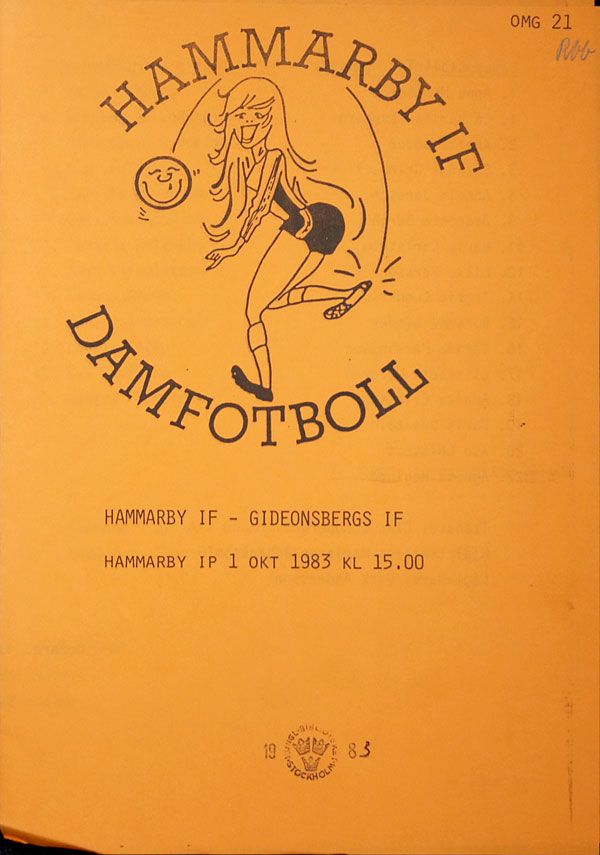 OMG 21
HAMMARBY IF
DAMFOTBOLL
HAMMARBY IF - GIDEONSBERGS IF
HAMMARBY IP 1 OKT 1983 KL 15.00
19 83
STOCKHOLM